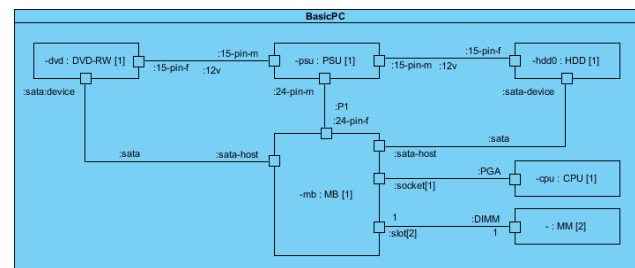 BasicPC
:15-pin-m
:15-pin-f
-dvd : DVD-RW [1]
-psu : PSU [1]
-hdd0 : HDD [1]
:15-pin-f
:12v
:15-pin-m
:12v
:sata:device
:24-pin-m
:sata-device
:P1
:24-pin-f
:sata
:sata-host
:sata
:sata-host
:PGA
-mb : MB [1]
:socket[1]
-cpu : CPU [1]
1
:DIMM
:slot[2]
1
- : MM [2]